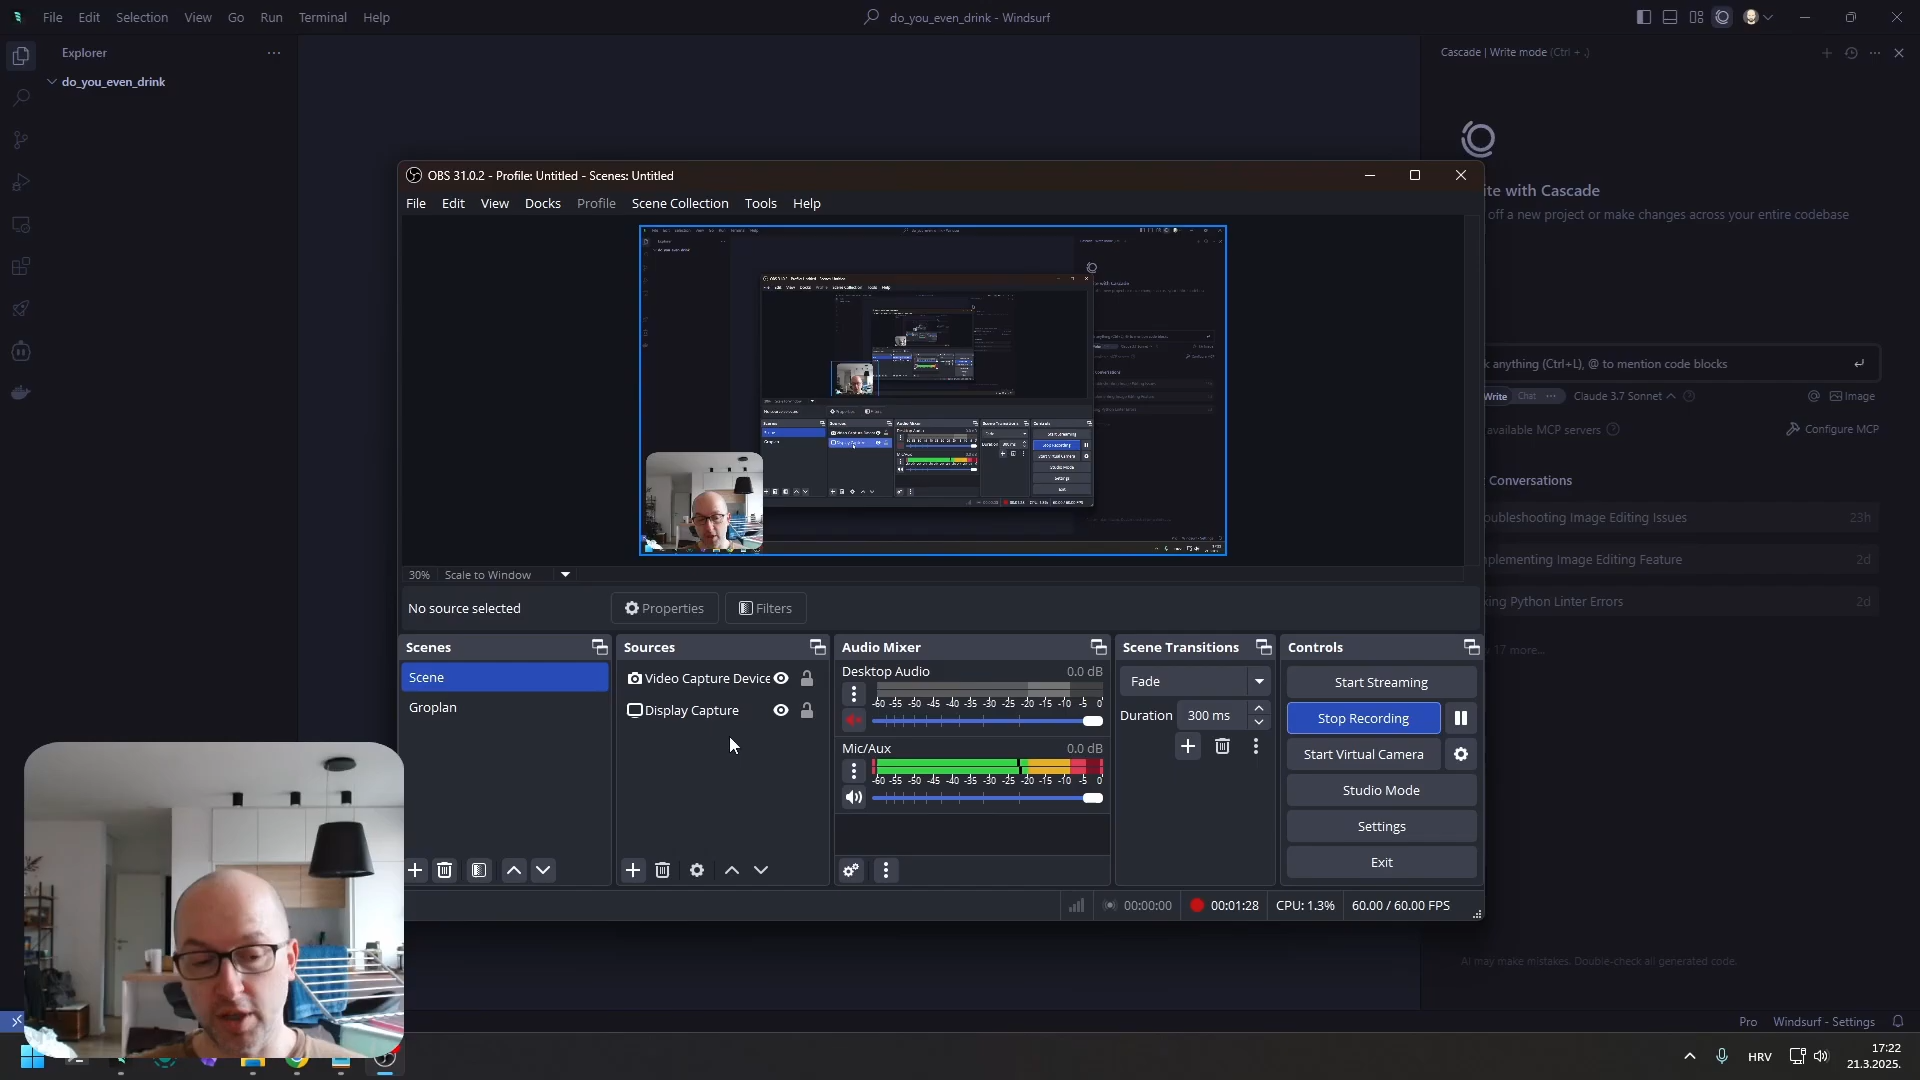 File Edit Selection View Go Run Terminal Help
do_you_even_drink - Windsurf
Explorer
do_you_even_drink
Cascade | Write mode (Ctrl + .)
OBS 31.0.2 - Profile: Untitled - Scenes: Untitled
File Edit View Docks Profile Scene Collection Tools Help
with Cascade
off a new project or make changes across your entire codebase
anything (Ctrl+L), @ to mention code blocks
Write Chat Claude 3.7 Sonnet @ Image
available MCP servers Configure MCP
Conversations
Image Editing Issues 23h
Image Editing Feature 2d
Python Linter Errors 2d
17 more...
30% Scale to Window
No source selected Properties Filters
Scenes
Scene
Groplan
Sources
Video Capture Device
Display Capture
Audio Mixer
Desktop Audio 0.0 dB
-60 -55 -50 -45 -40 -35 -30 -25 -20 -15 -10 -5 0
Mic/Aux 0.0 dB
-60 -55 -50 -45 -40 -35 -30 -25 -20 -15 -10 -5 0
Scene Transitions
Fade
Duration 300 ms
Controls
Start Streaming
Stop Recording
Start Virtual Camera
Studio Mode
Settings
Exit
00:00:00 00:01:28 CPU: 1.3% 60.00 / 60.00 FPS
AI may make mistakes. Double-check all generated code.
Pro Windsurf - Settings
HRV
17:22
21.3.2025.